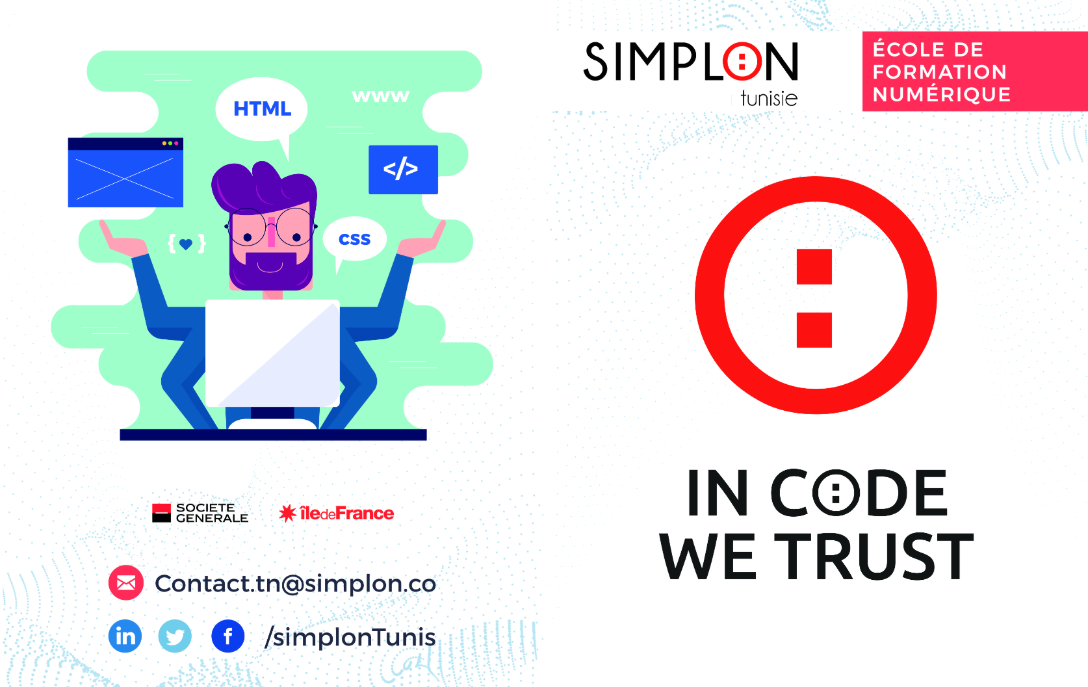 HTML
www
</>
{ }
CSS
SOCIETE
GENERALE
îledeFrance
Contact.tn@simplon.co
in f /simplonTunis
SIMPLON
tunisie
ÉCOLE DE
FORMATION
NUMÉRIQUE
IN CODE
WE TRUST